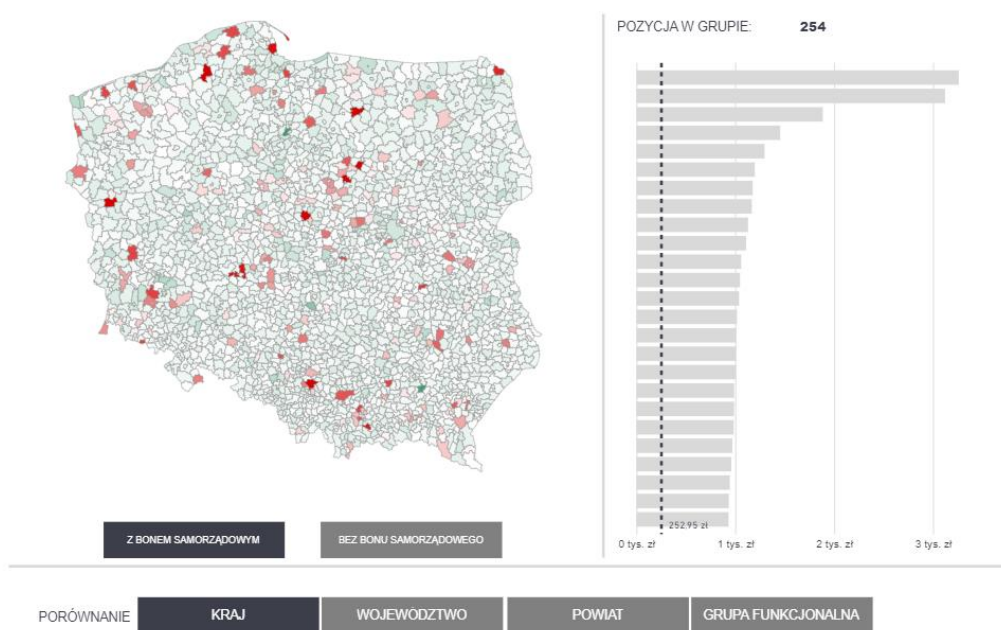 POZYCJA W GRUPIE: 254
252.95 zł
0 tys. zł 1 tys. zł 2 tys. zł 3 tys. zł
Z BONEM SAMORZĄDOWYM BEZ BONU SAMORZĄDOWEGO
PORÓWNANIE KRAJ WOJEWÓDZTWO POWIAT GRUPA FUNKCJONALNA